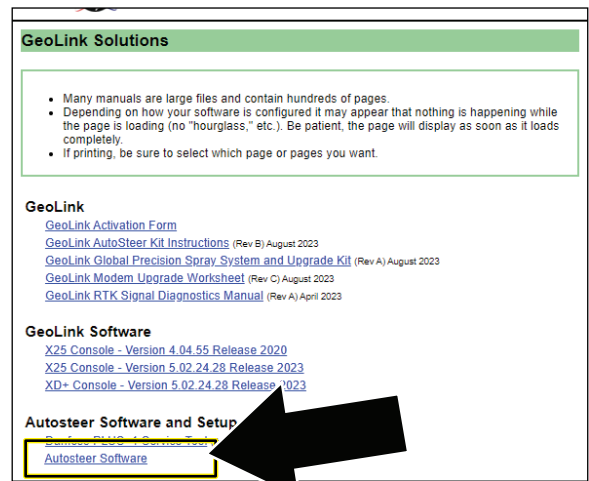 GeoLink Solutions
• Many manuals are large files and contain hundreds of pages.
• Depending on how your software is configured it may appear that nothing is happening while
the page is loading (no "hourglass," etc.). Be patient, the page will display as soon as it loads
completely.
• If printing, be sure to select which page or pages you want.
GeoLink
GeoLink Activation Form
GeoLink AutoSteer Kit Instructions (Rev B) August 2023
GeoLink Global Precision Spray System and Upgrade Kit (Rev A) August 2023
GeoLink Modem Upgrade Worksheet (Rev C) August 2023
GeoLink RTK Signal Diagnostics Manual (Rev A) April 2023
GeoLink Software
X25 Console - Version 4.04.55 Release 2020
X25 Console - Version 5.02.24.28 Release 2023
XD+ Console - Version 5.02.24.28 Release 2023
Autosteer Software and Setup
Service Tool
Autosteer Software